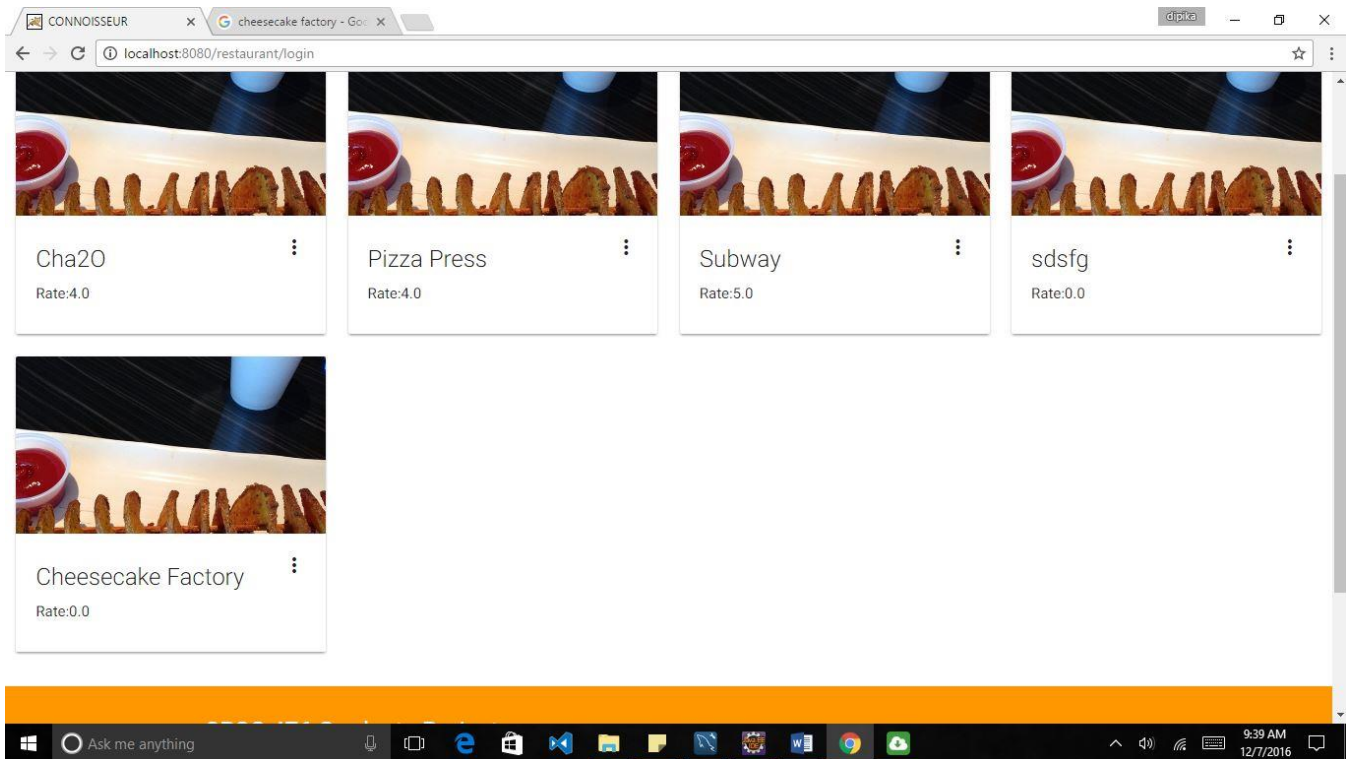 CONNOISSEUR
cheesecake factory - Goo
dipika
localhost:8080/restaurant/login
Cha2O
Rate:4.0
Pizza Press
Rate:4.0
Subway
Rate:5.0
sdsfg
Rate:0.0
Cheesecake Factory
Rate:0.0
Ask me anything
9:39 AM
12/7/2016